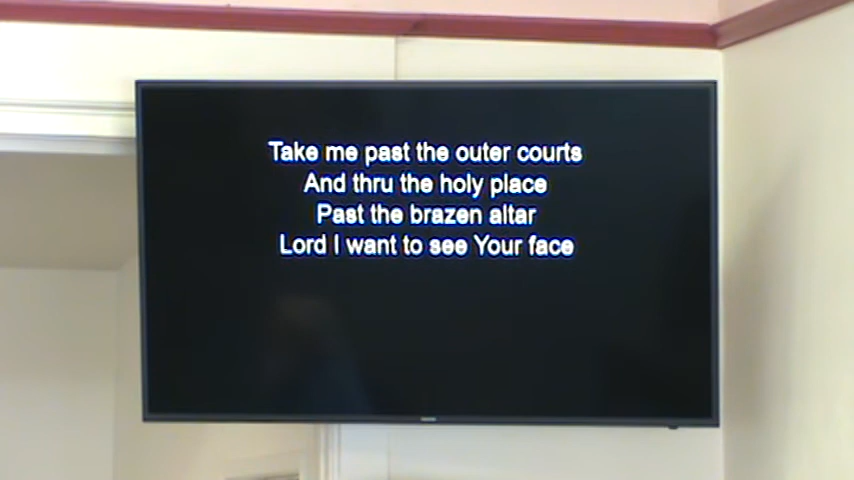 Take me past the outer courts
And thru the holy place
Past the brazen altar
Lord I want to see Your face